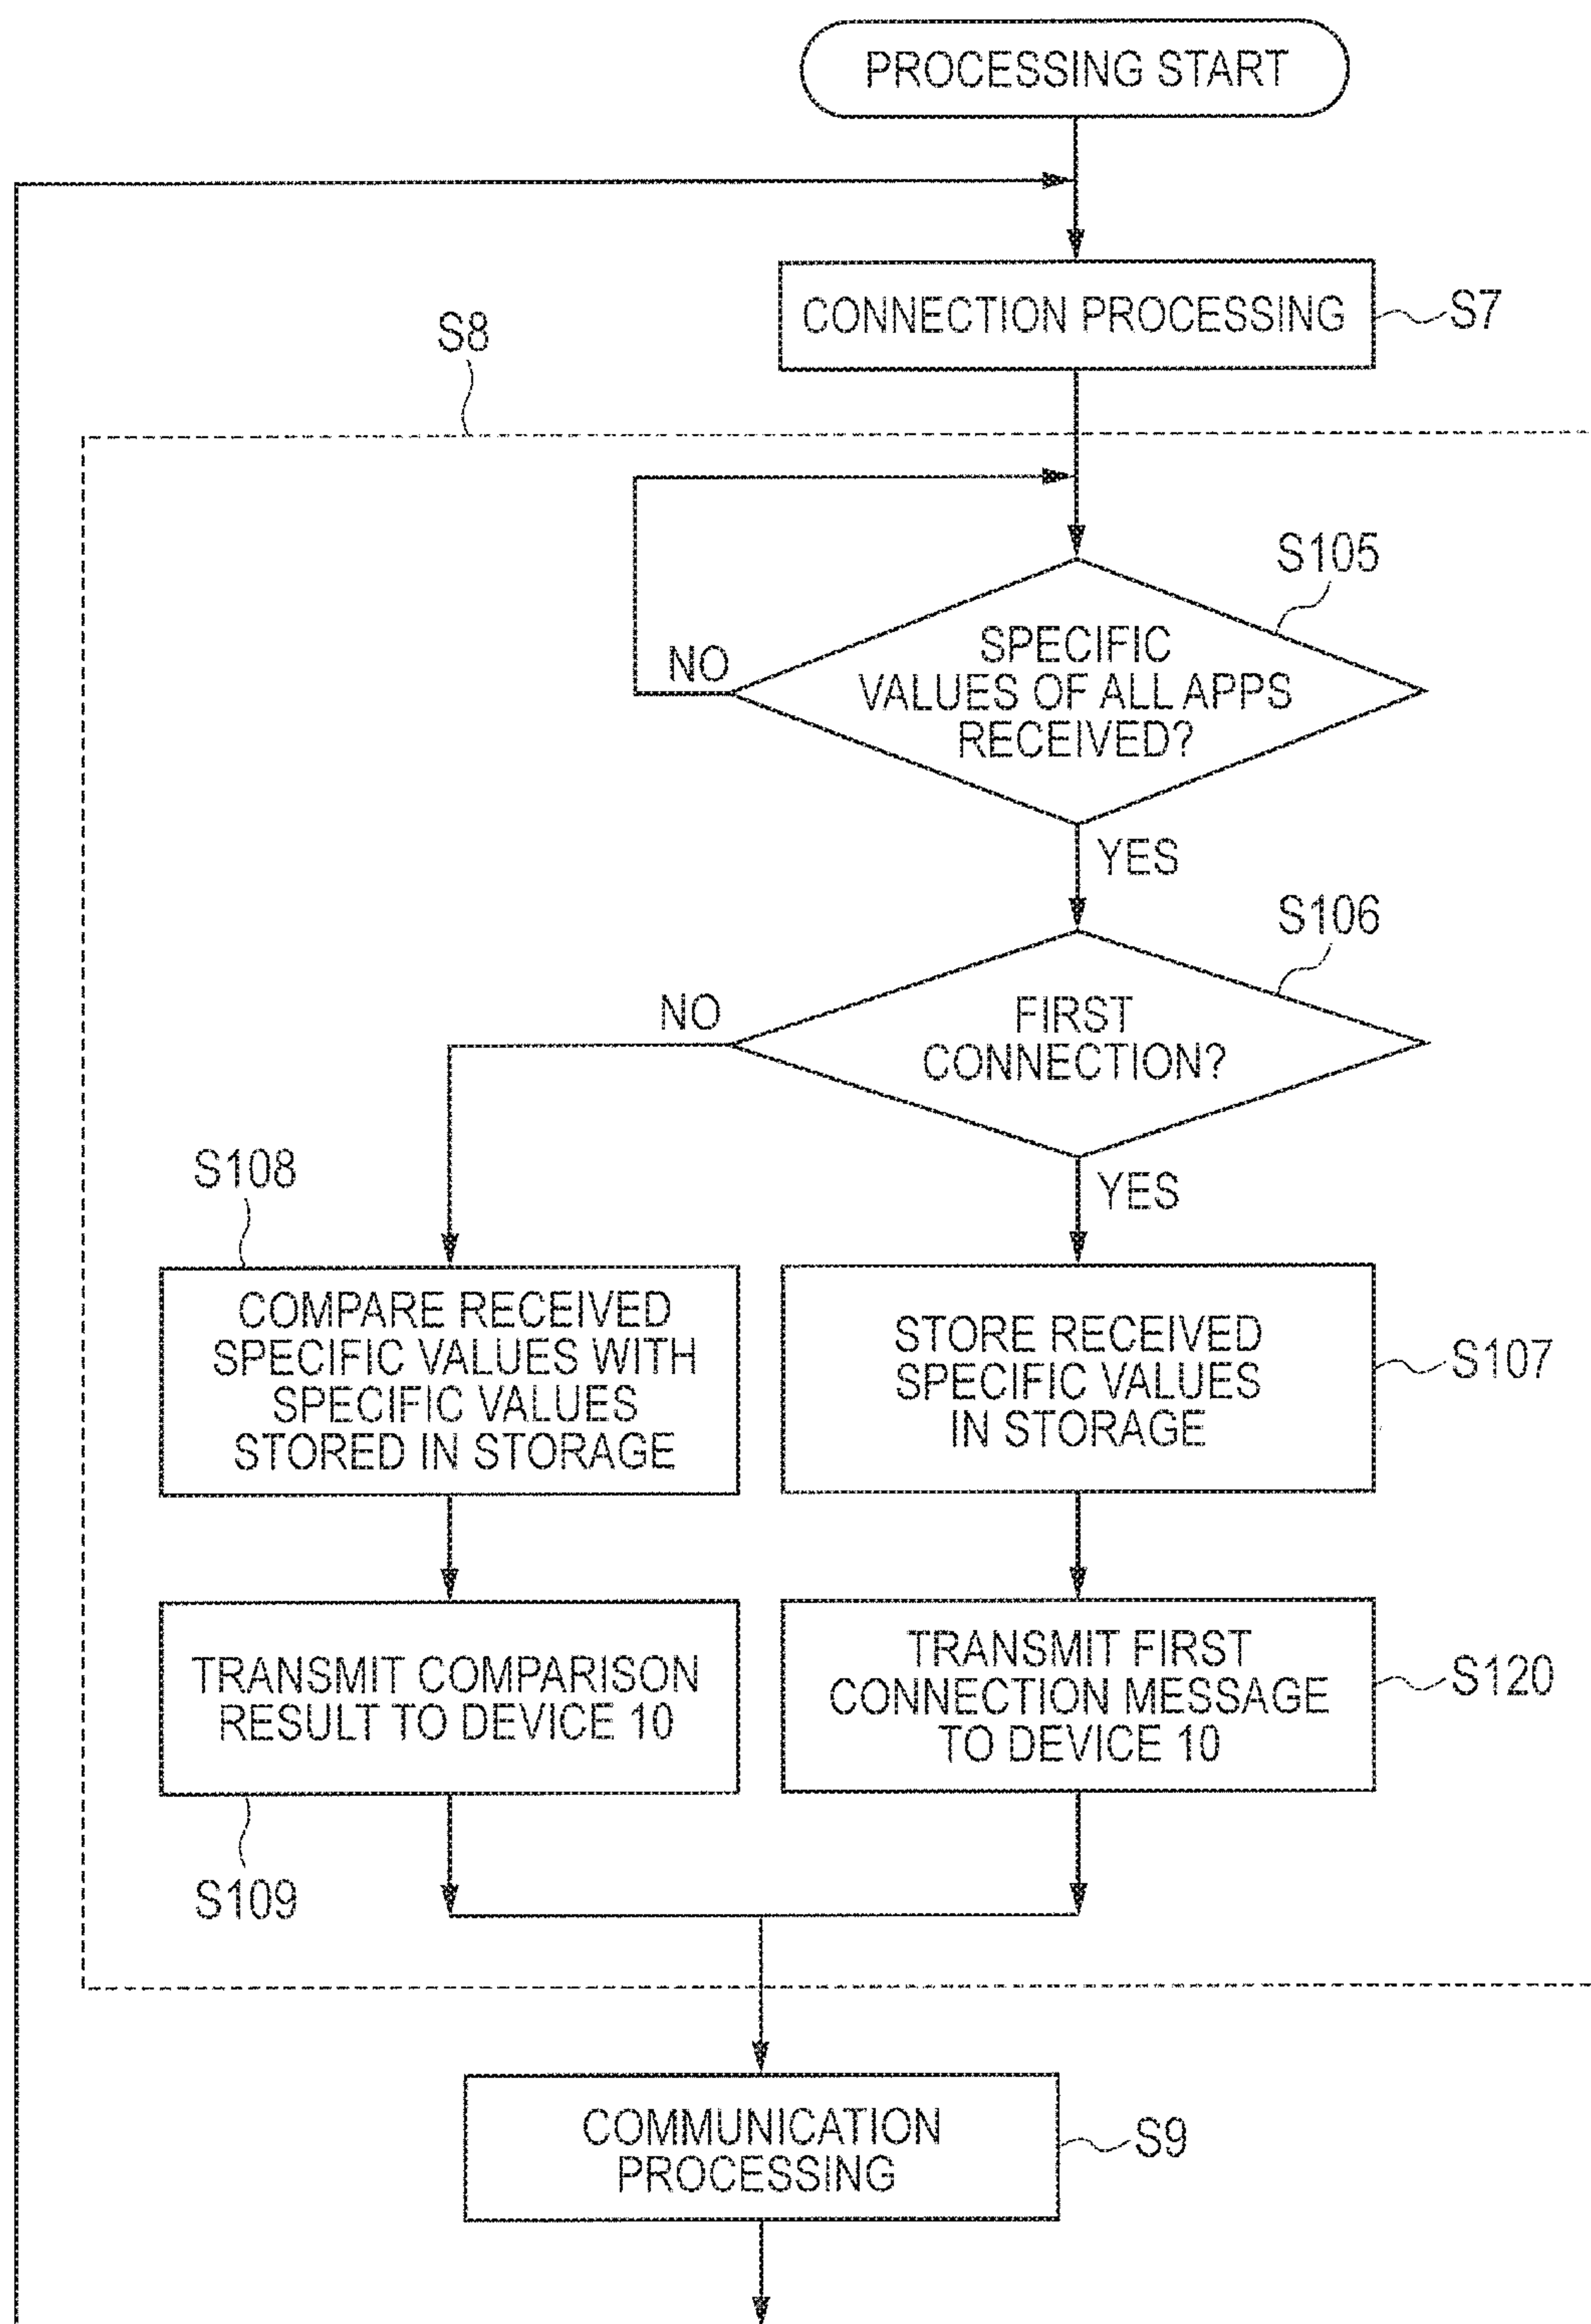 PROCESSING START
CONNECTION PROCESSING
S7
S8
S105
SPECIFIC
VALUES OF ALL APPS
RECEIVED?
NO
YES
S106
FIRST
CONNECTION?
NO
YES
S108
COMPARE RECEIVED
SPECIFIC VALUES WITH
SPECIFIC VALUES
STORED IN STORAGE
STORE RECEIVED
SPECIFIC VALUES
IN STORAGE
S107
TRANSMIT COMPARISON
RESULT TO DEVICE 10
TRANSMIT FIRST
CONNECTION MESSAGE
TO DEVICE 10
S120
S109
COMMUNICATION
PROCESSING
S9